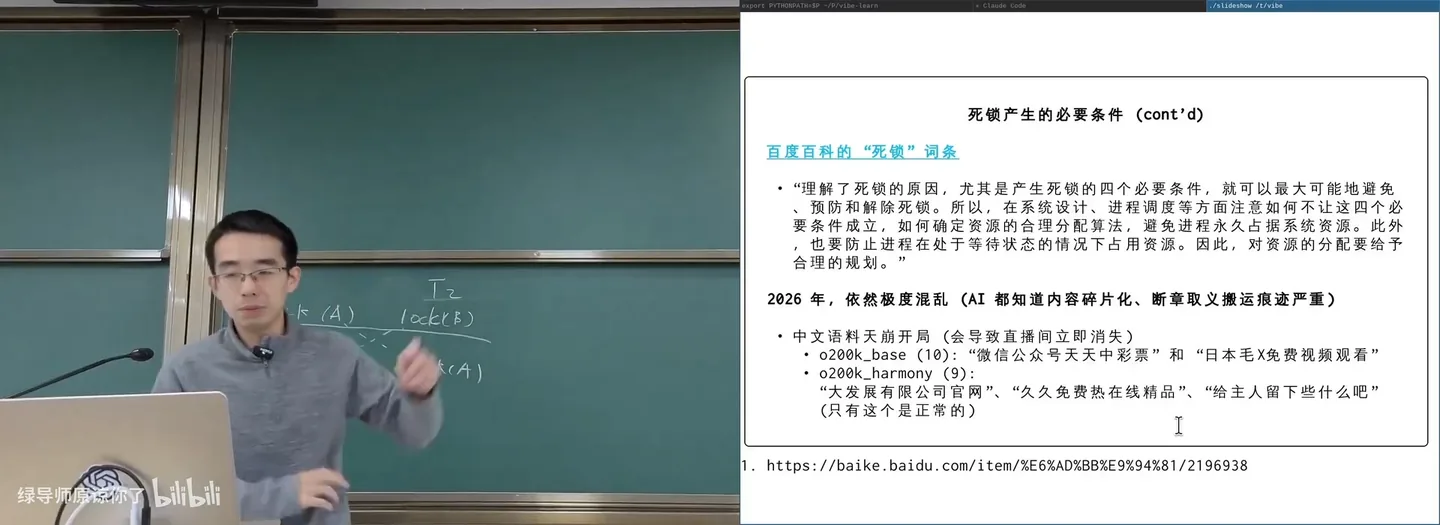 export PYTHONPATH=$P ~/P/vibe-learn
✳ Claude Code
./slideshow /t/vibe
死锁产生的必要条件 (cont'd)
百度百科的 “死锁” 词条
• “理解了死锁的原因，尤其是产生死锁的四个必要条件，就可以最大可能地避免
、预防和解除死锁。所以，在系统设计、进程调度等方面注意如何不让这四个必
要条件成立，如何确定资源的合理分配算法，避免进程永久占据系统资源。此外
，也要防止进程在处于等待状态的情况下占用资源。因此，对资源的分配要给予
合理的规划。”
2026 年，依然极度混乱 (AI 都知道内容碎片化、断章取义搬运痕迹严重)
• 中文语料天崩开局 (会导致直播间立即消失)
• o200k_base (10): “微信公众号天天中彩票” 和 “日本毛X免费视频观看”
• o200k_harmony (9):
“大发展有限公司官网”、“久久免费热在线精品”、“给主人留下些什么吧”
(只有这个是正常的)
1. https://baike.baidu.com/item/%E6%AD%BB%E9%94%81/2196938
T2
k (A)
lock(B)
k(A)
绿导师原谅你了 bilibili